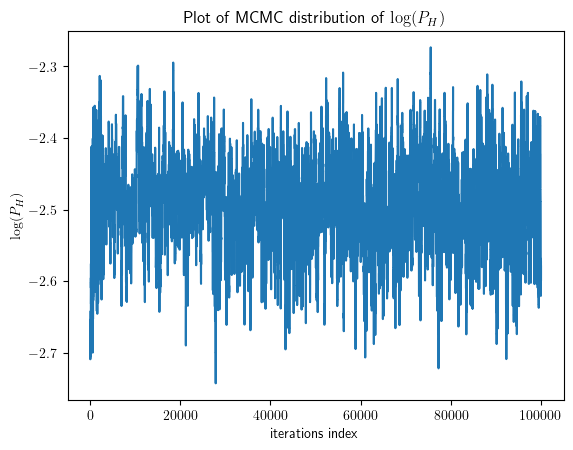 Plot of MCMC distribution of log(P_H)
−2.3
−2.4
−2.5
−2.6
−2.7
log(P_H)
0 20000 40000 60000 80000 100000
iterations index